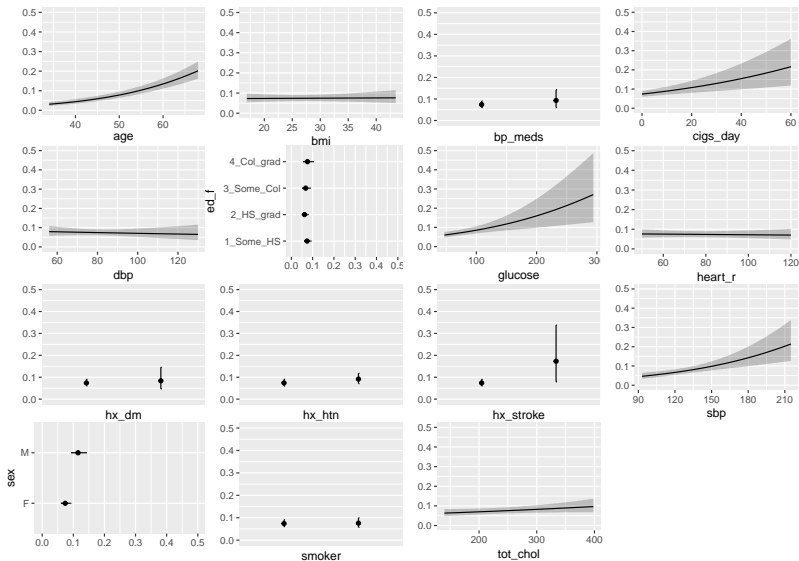 0.5
0.4
0.3
0.2
0.1
0.0
40 50 60
age
0.5
0.4
0.3
0.2
0.1
0.0
20 25 30 35 40
bmi
0.5
0.4
0.3
0.2
0.1
0.0
bp_meds
0.5
0.4
0.3
0.2
0.1
0.0
0 20 40 60
cigs_day
0.5
0.4
0.3
0.2
0.1
0.0
60 80 100 120
dbp
ed_f
4_Col_grad
3_Some_Col
2_HS_grad
1_Some_HS
0.0 0.1 0.2 0.3 0.4 0.5
0.5
0.4
0.3
0.2
0.1
0.0
100 200 300
glucose
0.5
0.4
0.3
0.2
0.1
0.0
60 80 100 120
heart_r
0.5
0.4
0.3
0.2
0.1
0.0
hx_dm
0.5
0.4
0.3
0.2
0.1
0.0
hx_htn
0.5
0.4
0.3
0.2
0.1
0.0
hx_stroke
0.5
0.4
0.3
0.2
0.1
0.0
90 120 150 180 210
sbp
sex
M
F
0.0 0.1 0.2 0.3 0.4 0.5
0.5
0.4
0.3
0.2
0.1
0.0
smoker
0.5
0.4
0.3
0.2
0.1
0.0
200 300 400
tot_chol